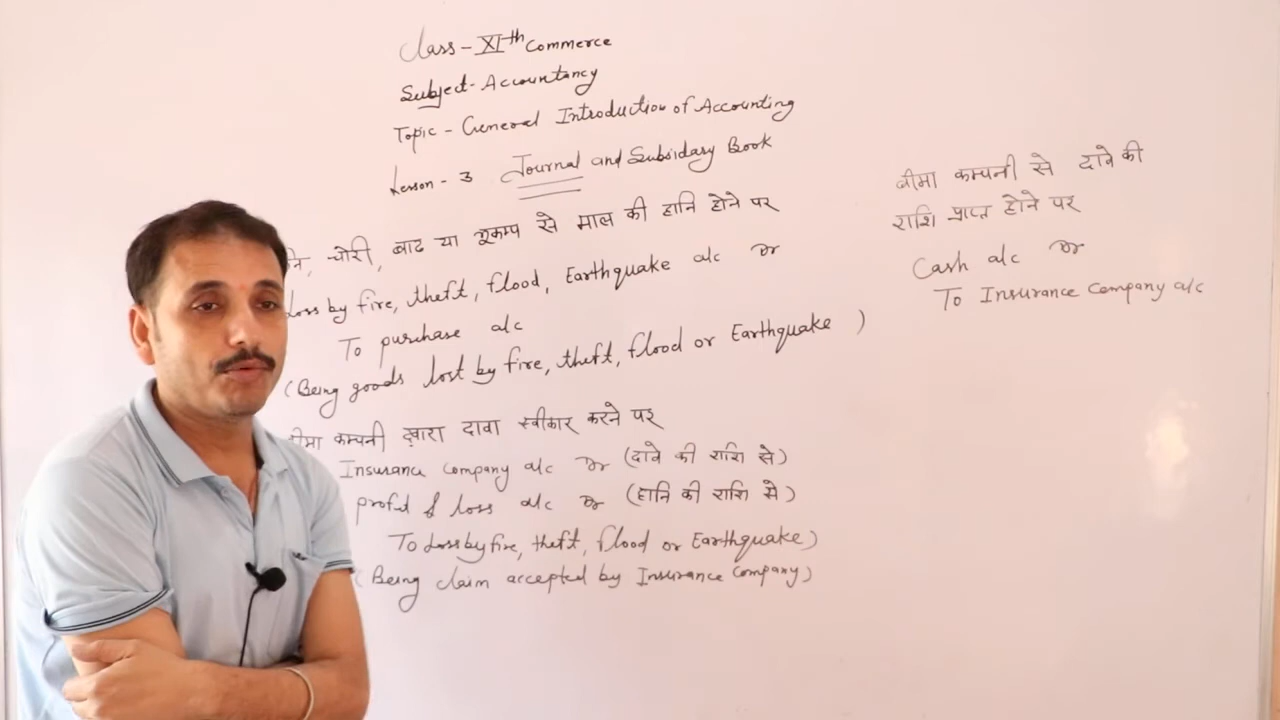 Class - XIth Commerce
Subject - Accountancy
Topic - General Introduction of Accounting
Lesson - 3 Journal and Subsidary Book
चोरी, बाढ या भूकम्प से माल की हानि होने पर
Loss by fire, theft, flood, Earthquake a/c Dr
To purchase a/c
(Being goods lost by fire, theft, flood or Earthquake)
बीमा कम्पनी द्वारा दावा स्वीकार करने पर
Insurance Company a/c Dr (दावे की राशि से)
profit & loss a/c Dr (हानि की राशि से)
To Loss by fire, theft, flood or Earthquake)
(Being claim accepted by Insurance Company)
बीमा कम्पनी से दावे की
राशि प्राप्त होने पर
Cash a/c Dr
To Insurance Company a/c